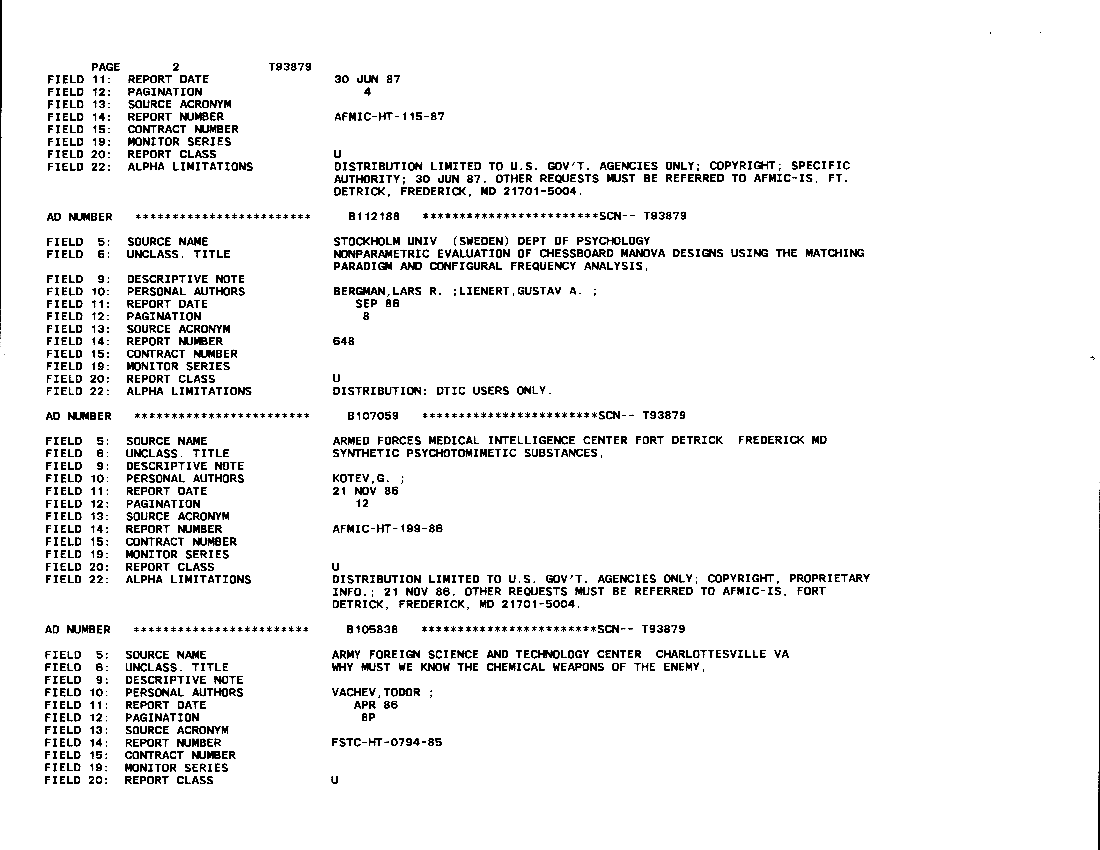 PAGE 2 T93879
FIELD 11: REPORT DATE 30 JUN 87
FIELD 12: PAGINATION 4
FIELD 13: SOURCE ACRONYM
FIELD 14: REPORT NUMBER AFMIC-HT-115-87
FIELD 15: CONTRACT NUMBER
FIELD 19: MONITOR SERIES
FIELD 20: REPORT CLASS U
FIELD 22: ALPHA LIMITATIONS DISTRIBUTION LIMITED TO U.S. GOV'T. AGENCIES ONLY; COPYRIGHT; SPECIFIC
AUTHORITY; 30 JUN 87. OTHER REQUESTS MUST BE REFERRED TO AFMIC-IS, FT.
DETRICK, FREDERICK, MD 21701-5004.
AD NUMBER ************************ B112188 ************************SCN-- T93879
FIELD 5: SOURCE NAME STOCKHOLM UNIV (SWEDEN) DEPT OF PSYCHOLOGY
FIELD 6: UNCLASS. TITLE NONPARAMETRIC EVALUATION OF CHESSBOARD MANOVA DESIGNS USING THE MATCHING
PARADIGM AND CONFIGURAL FREQUENCY ANALYSIS,
FIELD 9: DESCRIPTIVE NOTE
FIELD 10: PERSONAL AUTHORS BERGMAN,LARS R. ;LIENERT,GUSTAV A. ;
FIELD 11: REPORT DATE SEP 86
FIELD 12: PAGINATION 8
FIELD 13: SOURCE ACRONYM
FIELD 14: REPORT NUMBER 648
FIELD 15: CONTRACT NUMBER
FIELD 19: MONITOR SERIES
FIELD 20: REPORT CLASS U
FIELD 22: ALPHA LIMITATIONS DISTRIBUTION: DTIC USERS ONLY.
AD NUMBER ************************ B107059 ************************SCN-- T93879
FIELD 5: SOURCE NAME ARMED FORCES MEDICAL INTELLIGENCE CENTER FORT DETRICK FREDERICK MD
FIELD 6: UNCLASS. TITLE SYNTHETIC PSYCHOTOMIMETIC SUBSTANCES,
FIELD 9: DESCRIPTIVE NOTE
FIELD 10: PERSONAL AUTHORS KOTEV,G. ;
FIELD 11: REPORT DATE 21 NOV 86
FIELD 12: PAGINATION 12
FIELD 13: SOURCE ACRONYM
FIELD 14: REPORT NUMBER AFMIC-HT-199-86
FIELD 15: CONTRACT NUMBER
FIELD 19: MONITOR SERIES
FIELD 20: REPORT CLASS U
FIELD 22: ALPHA LIMITATIONS DISTRIBUTION LIMITED TO U.S. GOV'T. AGENCIES ONLY; COPYRIGHT, PROPRIETARY
INFO.; 21 NOV 86. OTHER REQUESTS MUST BE REFERRED TO AFMIC-IS, FORT
DETRICK, FREDERICK, MD 21701-5004.
AD NUMBER ************************ B105838 ************************SCN-- T93879
FIELD 5: SOURCE NAME ARMY FOREIGN SCIENCE AND TECHNOLOGY CENTER CHARLOTTESVILLE VA
FIELD 6: UNCLASS. TITLE WHY MUST WE KNOW THE CHEMICAL WEAPONS OF THE ENEMY,
FIELD 9: DESCRIPTIVE NOTE
FIELD 10: PERSONAL AUTHORS VACHEV,TODOR ;
FIELD 11: REPORT DATE APR 86
FIELD 12: PAGINATION 8P
FIELD 13: SOURCE ACRONYM
FIELD 14: REPORT NUMBER FSTC-HT-0794-85
FIELD 15: CONTRACT NUMBER
FIELD 19: MONITOR SERIES
FIELD 20: REPORT CLASS U